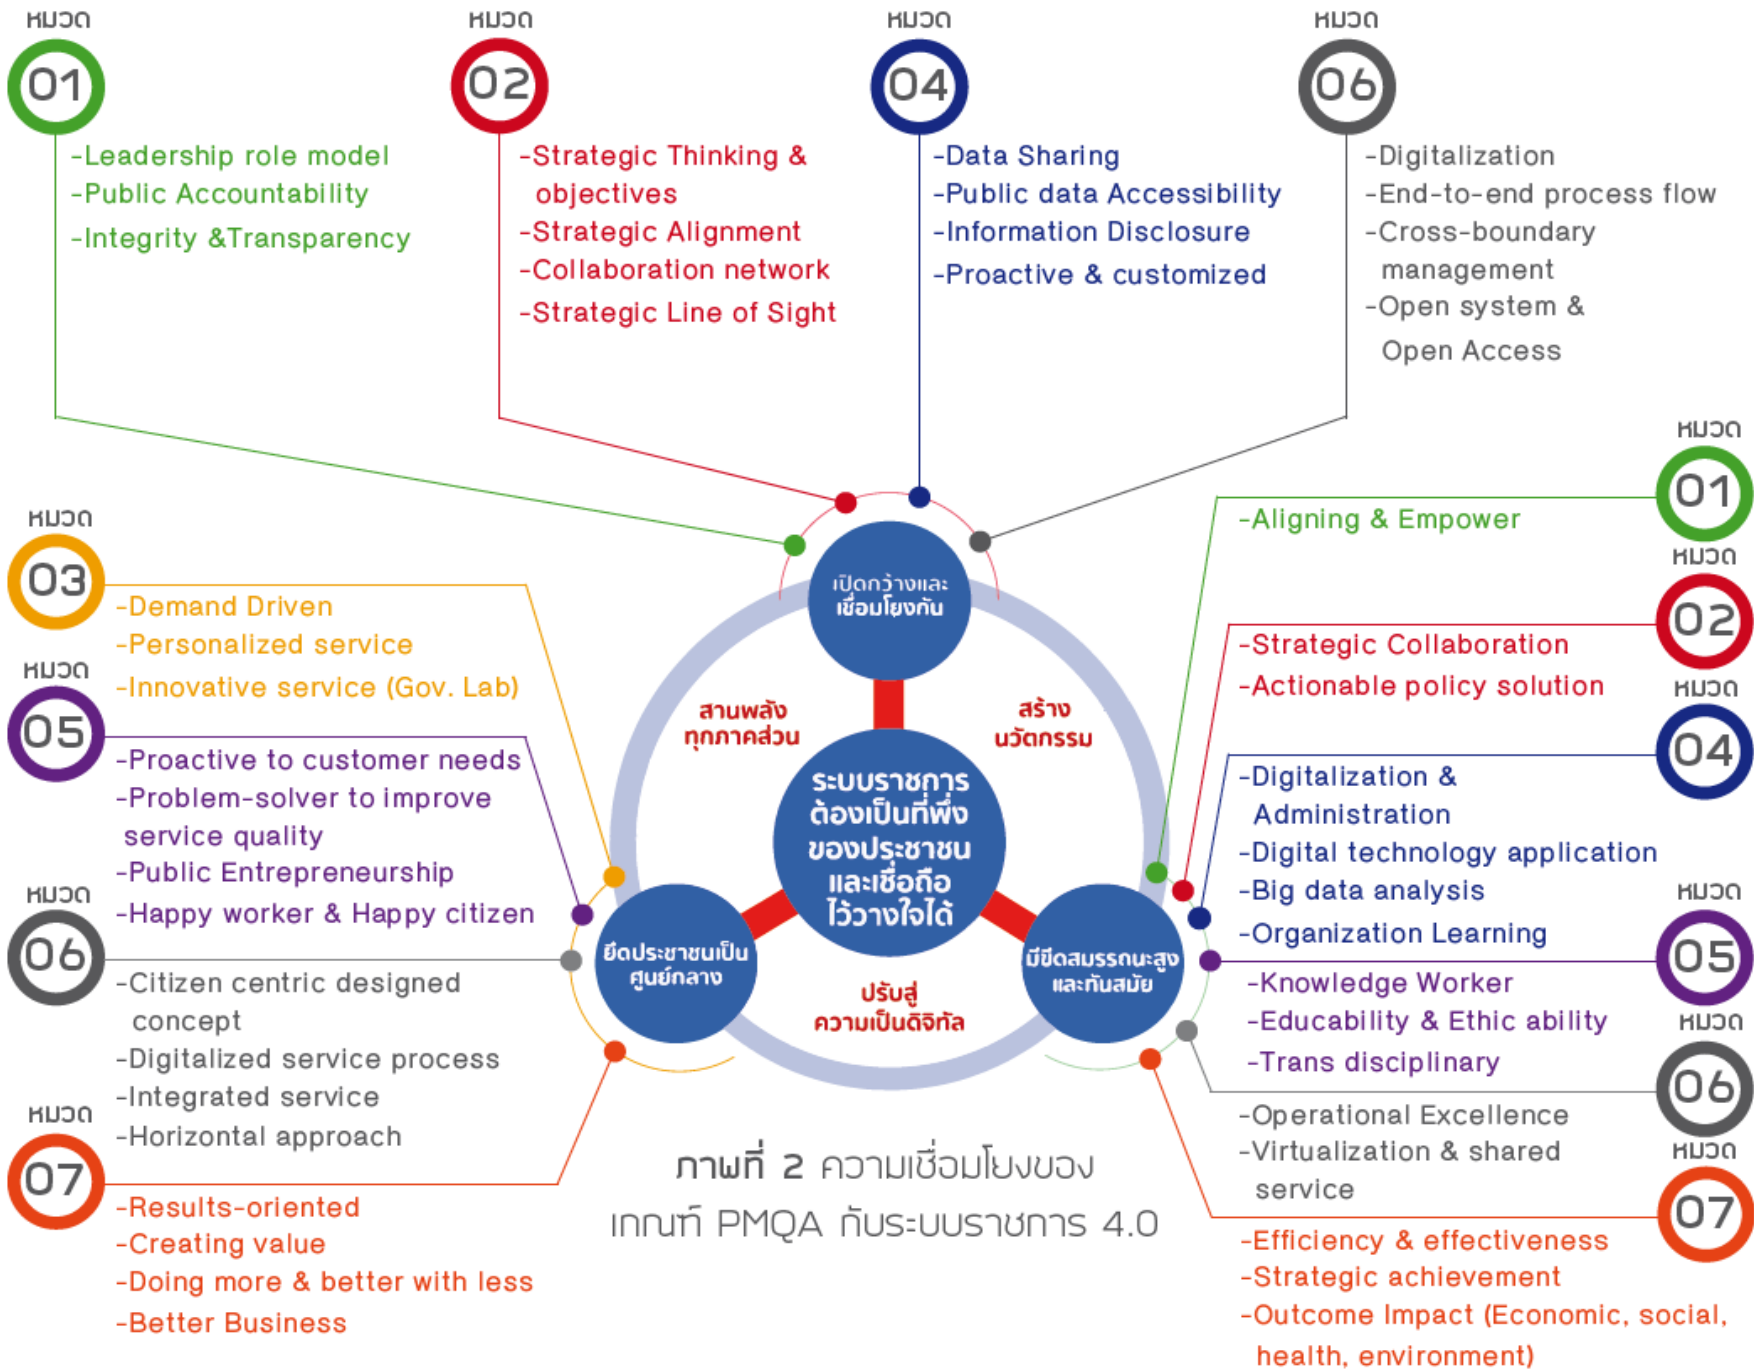 หมวด
01
-Leadership role model
-Public Accountability
-Integrity &Transparency
หมวด
02
-Strategic Thinking &
objectives
-Strategic Alignment
-Collaboration network
-Strategic Line of Sight
หมวด
04
-Data Sharing
-Public data Accessibility
-Information Disclosure
-Proactive & customized
หมวด
06
-Digitalization
-End-to-end process flow
-Cross-boundary
management
-Open system &
Open Access
หมวด
03
-Demand Driven
-Personalized service
-Innovative service (Gov. Lab)
หมวด
05
-Proactive to customer needs
-Problem-solver to improve
service quality
-Public Entrepreneurship
-Happy worker & Happy citizen
หมวด
06
-Citizen centric designed
concept
-Digitalized service process
-Integrated service
-Horizontal approach
หมวด
07
-Results-oriented
-Creating value
-Doing more & better with less
-Better Business
เปิดกว้างและ
เชื่อมโยงกัน
สานพลัง
ทุกภาคส่วน
สร้าง
นวัตกรรม
ระบบราชการ
ต้องเป็นที่พึ่ง
ของประชาชน
และเชื่อถือ
ไว้วางใจได้
ยึดประชาชนเป็น
ศูนย์กลาง
มีขีดสมรรถนะสูง
และทันสมัย
ปรับสู่
ความเป็นดิจิทัล
หมวด
01
-Aligning & Empower
หมวด
02
-Strategic Collaboration
-Actionable policy solution
หมวด
04
-Digitalization &
Administration
-Digital technology application
-Big data analysis
-Organization Learning
หมวด
05
-Knowledge Worker
-Educability & Ethic ability
-Trans disciplinary
หมวด
06
-Operational Excellence
-Virtualization & shared
service
หมวด
07
-Efficiency & effectiveness
-Strategic achievement
-Outcome Impact (Economic, social,
health, environment)
ภาพที่ 2 ความเชื่อมโยงของ
เกณฑ์ PMQA กับระบบราชการ 4.0